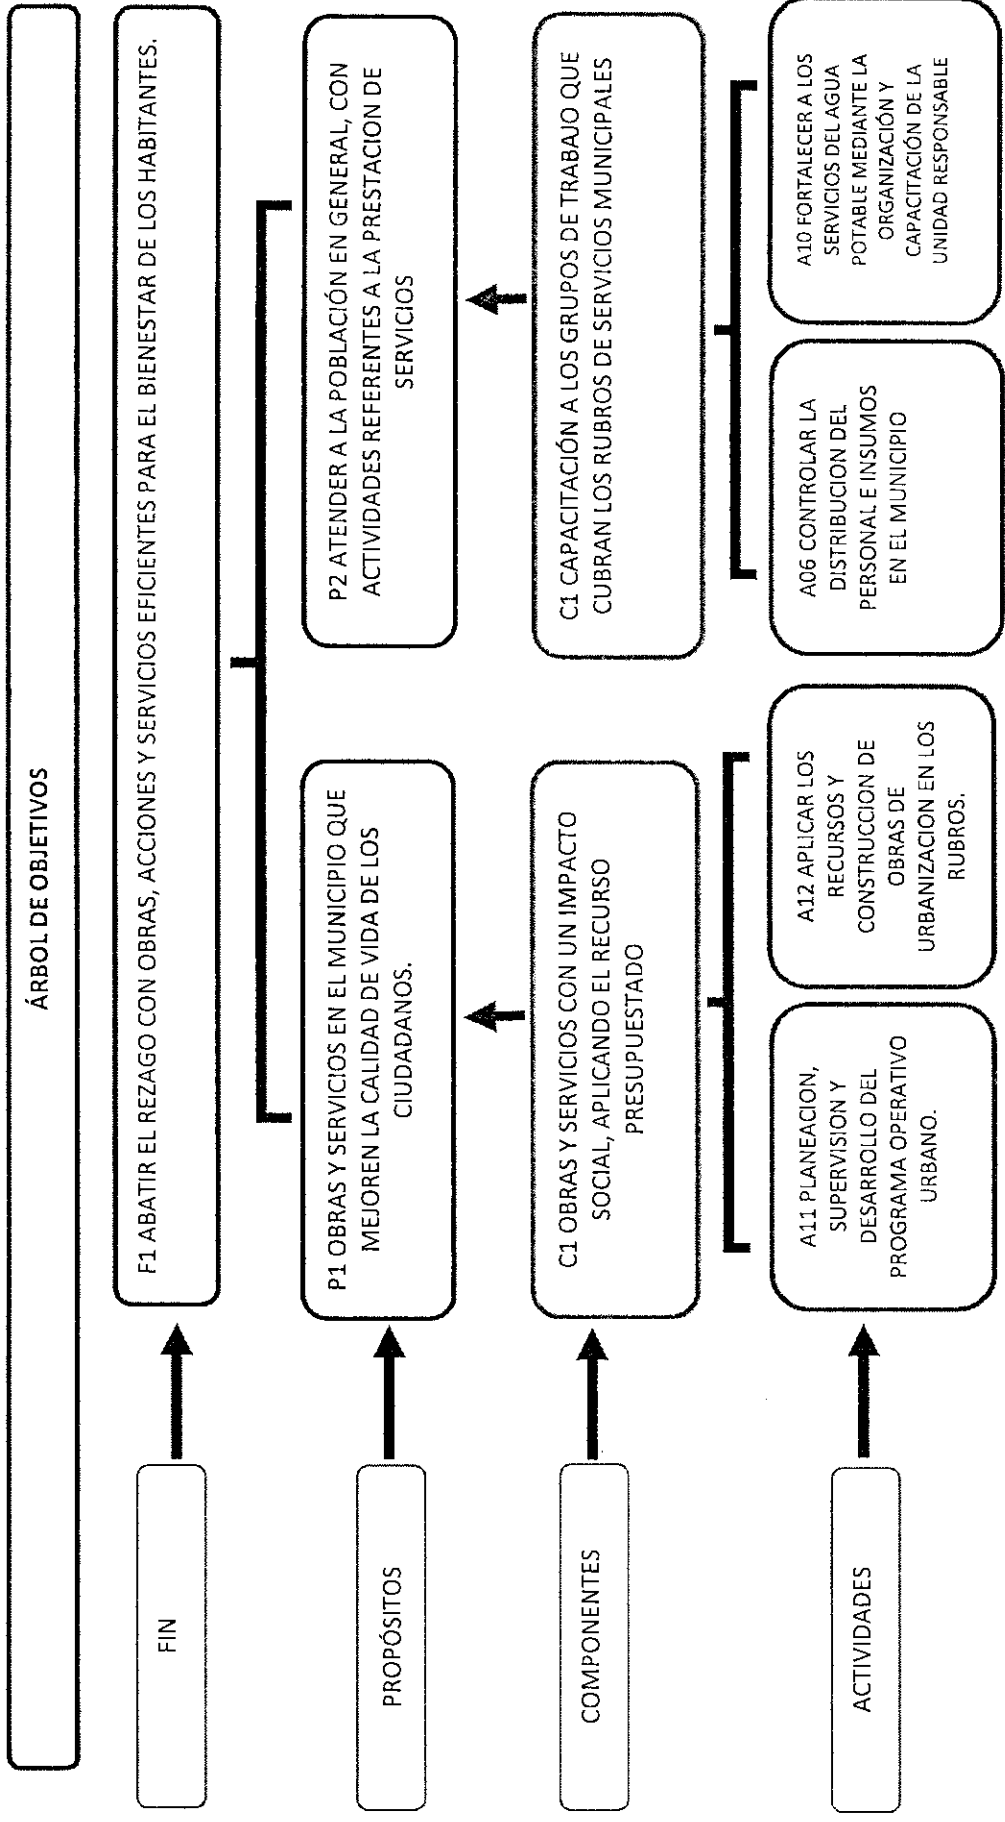 ÁRBOL DE OBJETIVOS
FIN
F1 ABATIR EL REZAGO CON OBRAS, ACCIONES Y SERVICIOS EFICIENTES PARA EL BIENESTAR DE LOS HABITANTES.
PROPÓSITOS
P1 OBRAS Y SERVICIOS EN EL MUNICIPIO QUE
MEJOREN LA CALIDAD DE VIDA DE LOS
CIUDADANOS.
P2 ATENDER A LA POBLACIÓN EN GENERAL, CON
ACTIVIDADES REFERENTES A LA PRESTACION DE
SERVICIOS
COMPONENTES
C1 OBRAS Y SERVICIOS CON UN IMPACTO
SOCIAL, APLICANDO EL RECURSO
PRESUPUESTADO
C1 CAPACITACIÓN A LOS GRUPOS DE TRABAJO QUE
CUBRAN LOS RUBROS DE SERVICIOS MUNICIPALES
ACTIVIDADES
A11 PLANEACION,
SUPERVISION Y
DESARROLLO DEL
PROGRAMA OPERATIVO
URBANO.
A12 APLICAR LOS
RECURSOS Y
CONSTRUCCION DE
OBRAS DE
URBANIZACION EN LOS
RUBROS.
A06 CONTROLAR LA
DISTRIBUCION DEL
PERSONAL E INSUMOS
EN EL MUNICIPIO
A10 FORTALECER A LOS
SERVICIOS DEL AGUA
POTABLE MEDIANTE LA
ORGANIZACIÓN Y
CAPACITACIÓN DE LA
UNIDAD RESPONSABLE